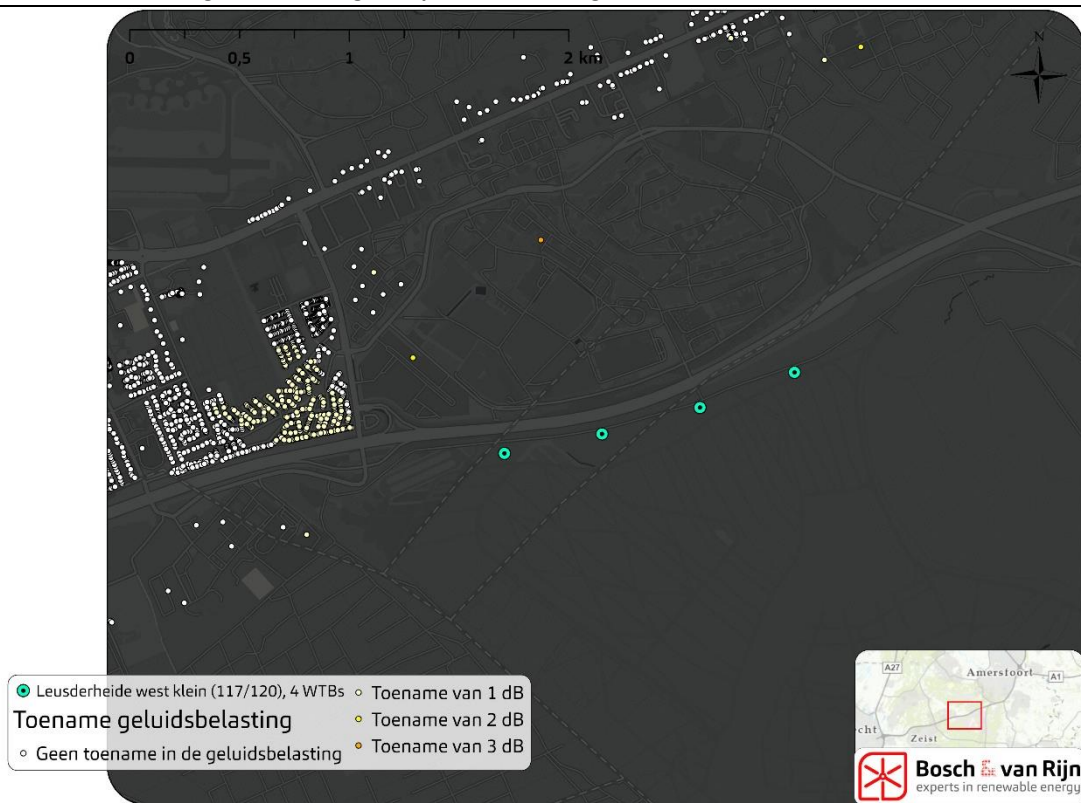 0 0,5 1 2 km
N
Leusderheide west klein (117/120), 4 WTBs
Toename geluidsbelasting
Geen toename in de geluidsbelasting
Toename van 1 dB
Toename van 2 dB
Toename van 3 dB
A27
Amersfoort
A1
echt
Zeist
Bosch & van Rijn
experts in renewable energy